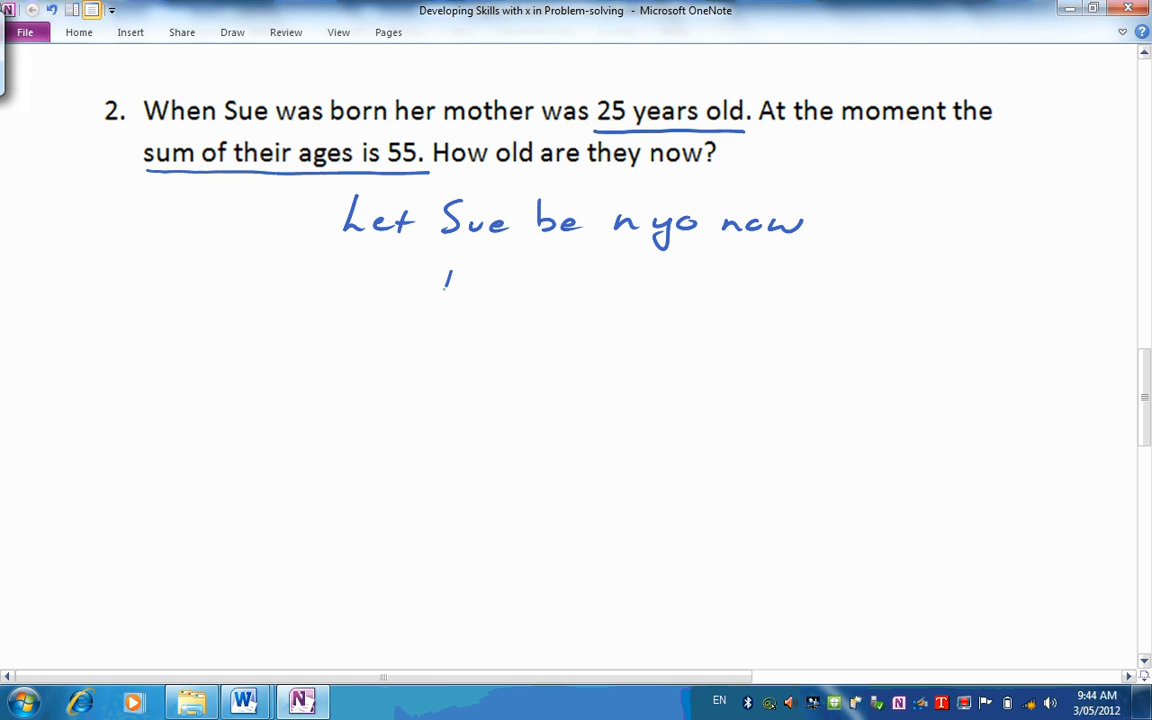 Developing Skills with x in Problem-solving - Microsoft OneNote
File Home Insert Share Draw Review View Pages
2. When Sue was born her mother was 25 years old. At the moment the
sum of their ages is 55. How old are they now?
Let Sue be n yo now
EN
9:44 AM
3/05/2012